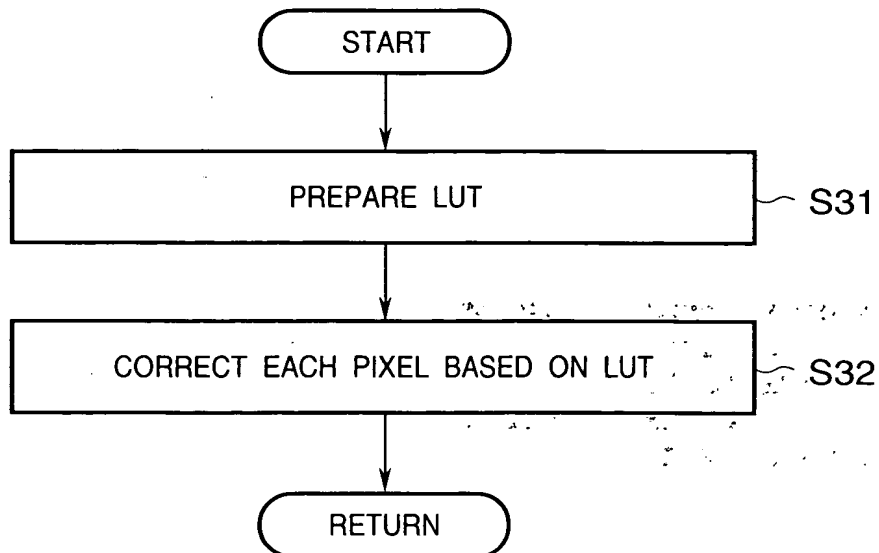 START
PREPARE LUT
S31
CORRECT EACH PIXEL BASED ON LUT
S32
RETURN